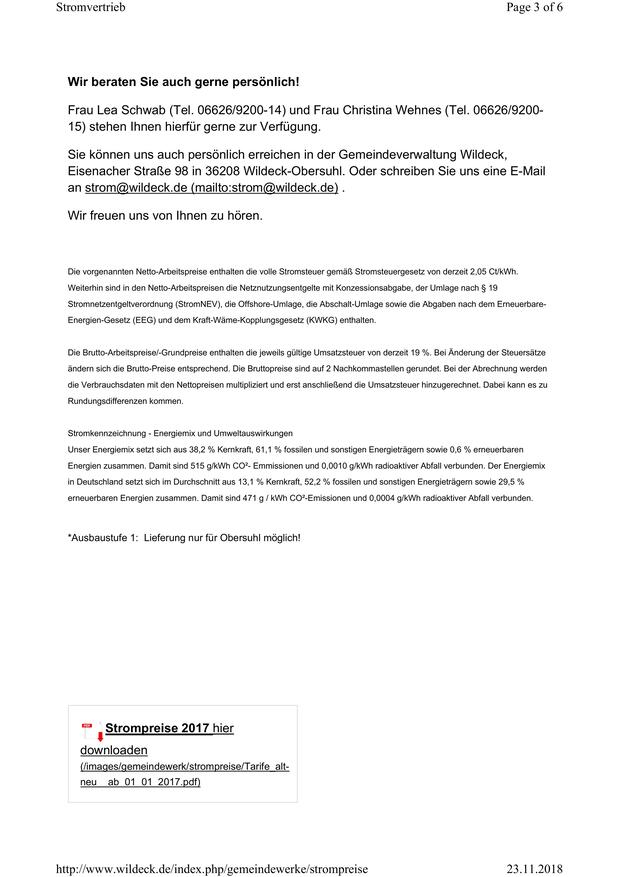 Stromvertrieb
Page 3 of 6
Wir beraten Sie auch gerne persönlich!
Frau Lea Schwab (Tel. 06626/9200-14) und Frau Christina Wehnes (Tel. 06626/9200-
15) stehen Ihnen hierfür gerne zur Verfügung.
Sie können uns auch persönlich erreichen in der Gemeindeverwaltung Wildeck,
Eisenacher Straße 98 in 36208 Wildeck-Obersuhl. Oder schreiben Sie uns eine E-Mail
an strom@wildeck.de (mailto:strom@wildeck.de) .
Wir freuen uns von Ihnen zu hören.
Die vorgenannten Netto-Arbeitspreise enthalten die volle Stromsteuer gemäß Stromsteuergesetz von derzeit 2,05 Ct/kWh.
Weiterhin sind in den Netto-Arbeitspreisen die Netznutzungsentgelte mit Konzessionsabgabe, der Umlage nach § 19
Stromnetzentgeltverordnung (StromNEV), die Offshore-Umlage, die Abschalt-Umlage sowie die Abgaben nach dem Erneuerbare-
Energien-Gesetz (EEG) und dem Kraft-Wäme-Kopplungsgesetz (KWKG) enthalten.
Die Brutto-Arbeitspreise/-Grundpreise enthalten die jeweils gültige Umsatzsteuer von derzeit 19 %. Bei Änderung der Steuersätze
ändern sich die Brutto-Preise entsprechend. Die Bruttopreise sind auf 2 Nachkommastellen gerundet. Bei der Abrechnung werden
die Verbrauchsdaten mit den Nettopreisen multipliziert und erst anschließend die Umsatzsteuer hinzugerechnet. Dabei kann es zu
Rundungsdifferenzen kommen.
Stromkennzeichnung - Energiemix und Umweltauswirkungen
Unser Energiemix setzt sich aus 38,2 % Kernkraft, 61,1 % fossilen und sonstigen Energieträgern sowie 0,6 % erneuerbaren
Energien zusammen. Damit sind 515 g/kWh CO²- Emmissionen und 0,0010 g/kWh radioaktiver Abfall verbunden. Der Energiemix
in Deutschland setzt sich im Durchschnitt aus 13,1 % Kernkraft, 52,2 % fossilen und sonstigen Energieträgern sowie 29,5 %
erneuerbaren Energien zusammen. Damit sind 471 g / kWh CO²-Emissionen und 0,0004 g/kWh radioaktiver Abfall verbunden.
*Ausbaustufe 1: Lieferung nur für Obersuhl möglich!
Strompreise 2017 hier
downloaden
(/images/gemeindewerk/strompreise/Tarife_alt-
neu__ab_01_01_2017.pdf)
http://www.wildeck.de/index.php/gemeindewerke/strompreise
23.11.2018